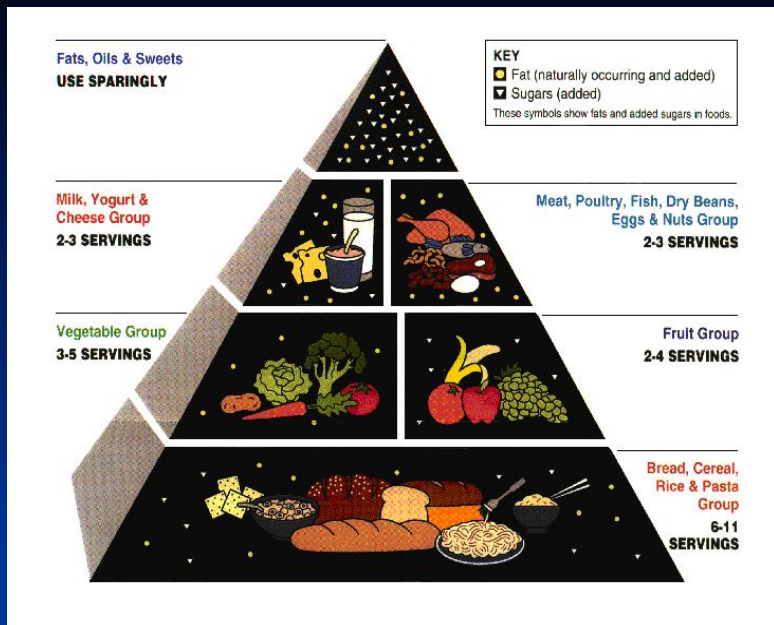 Fats, Oils & Sweets
USE SPARINGLY
KEY
Fat (naturally occurring and added)
Sugars (added)
These symbols show fats and added sugars in foods.
Milk, Yogurt &
Cheese Group
2-3 SERVINGS
Meat, Poultry, Fish, Dry Beans,
Eggs & Nuts Group
2-3 SERVINGS
Vegetable Group
3-5 SERVINGS
Fruit Group
2-4 SERVINGS
Bread, Cereal,
Rice & Pasta
Group
6-11
SERVINGS